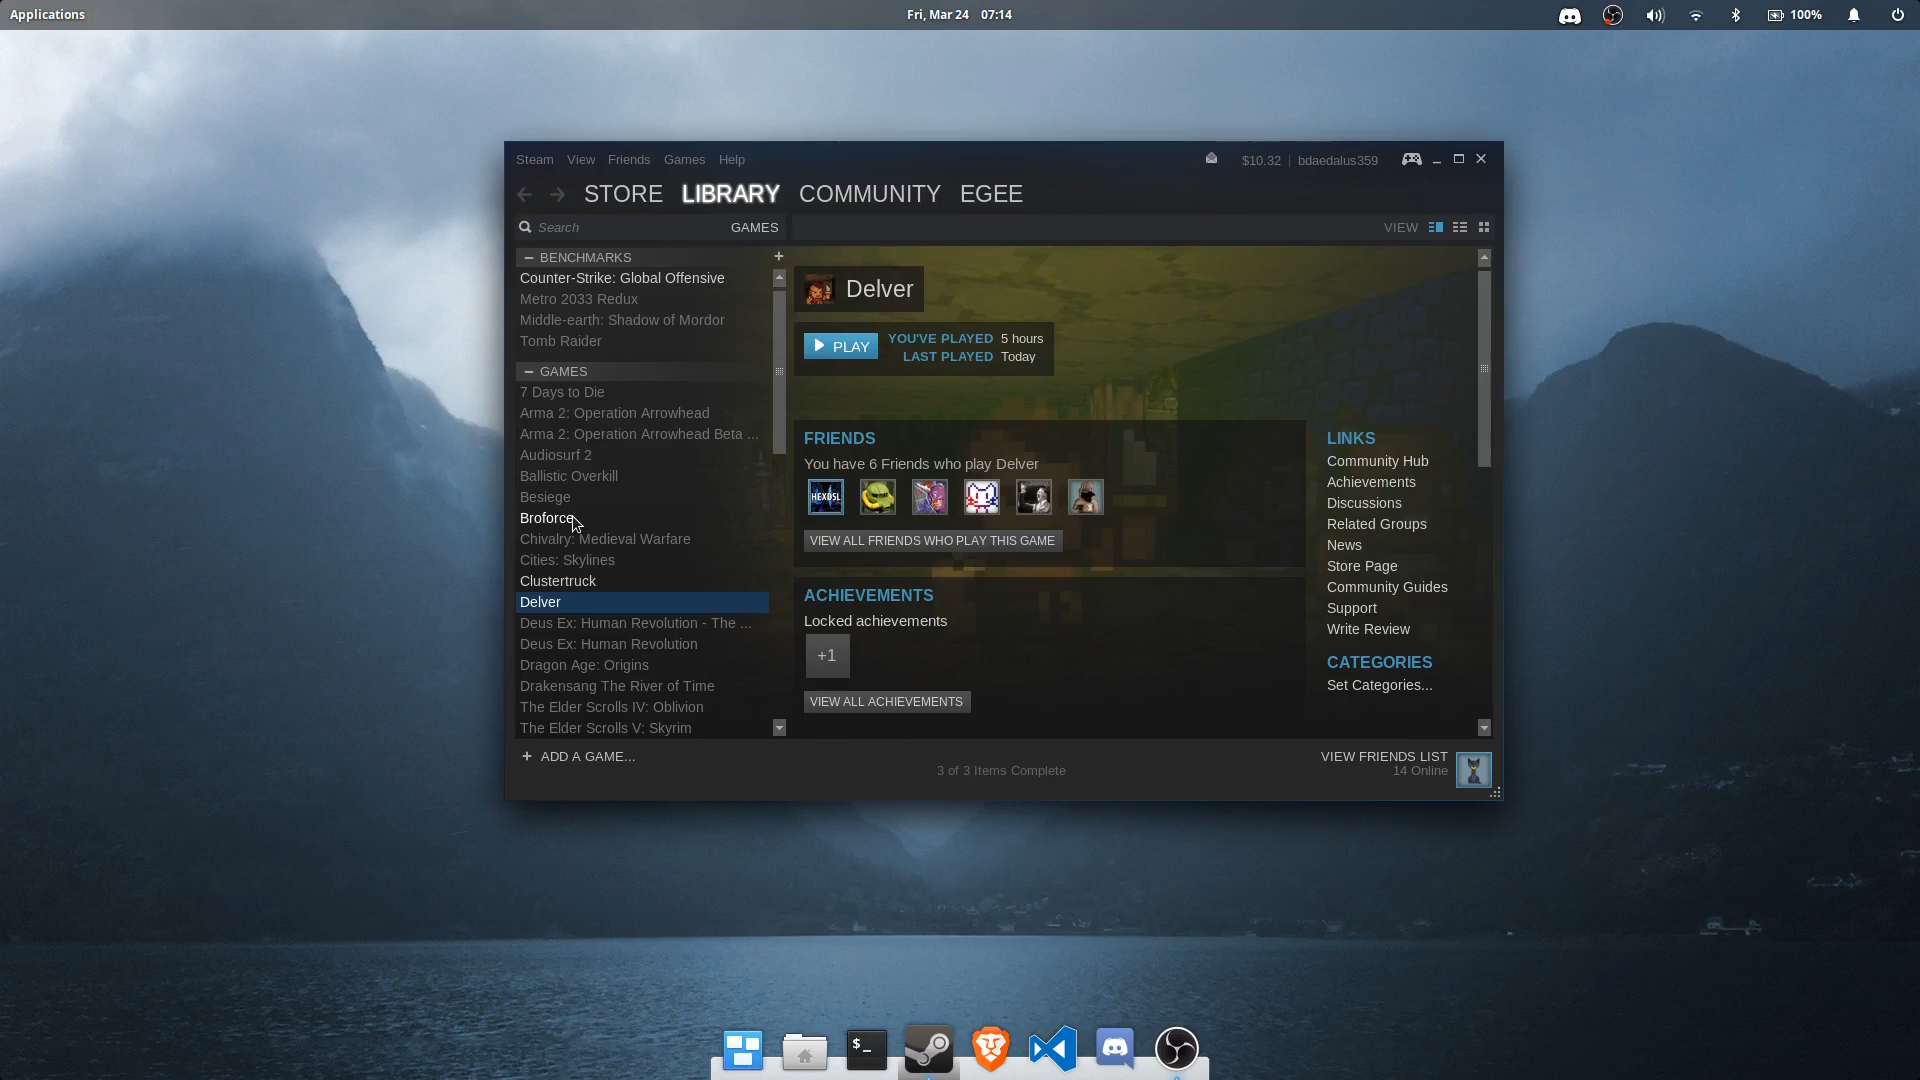 Applications
Fri, Mar 24 07:14
100%
Steam View Friends Games Help
$10.32 | bdaedalus359
STORE LIBRARY COMMUNITY EGEE
Search
GAMES
VIEW
− BENCHMARKS +
Counter-Strike: Global Offensive
Metro 2033 Redux
Middle-earth: Shadow of Mordor
Tomb Raider
− GAMES
7 Days to Die
Arma 2: Operation Arrowhead
Arma 2: Operation Arrowhead Beta ...
Audiosurf 2
Ballistic Overkill
Besiege
Broforce
Chivalry: Medieval Warfare
Cities: Skylines
Clustertruck
Delver
Deus Ex: Human Revolution - The ...
Deus Ex: Human Revolution
Dragon Age: Origins
Drakensang The River of Time
The Elder Scrolls IV: Oblivion
The Elder Scrolls V: Skyrim
Delver
PLAY
YOU'VE PLAYED 5 hours
LAST PLAYED Today
FRIENDS
You have 6 Friends who play Delver
HEXDSL
VIEW ALL FRIENDS WHO PLAY THIS GAME
ACHIEVEMENTS
Locked achievements
+1
VIEW ALL ACHIEVEMENTS
LINKS
Community Hub
Achievements
Discussions
Related Groups
News
Store Page
Community Guides
Support
Write Review
CATEGORIES
Set Categories...
+ ADD A GAME...
3 of 3 Items Complete
VIEW FRIENDS LIST
14 Online
$_